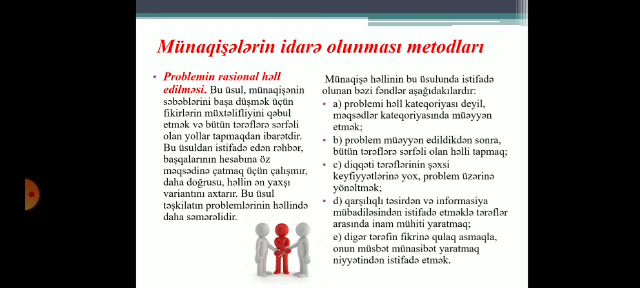 Münaqişələrin idarə olunması metodları
• Problemin rasional həll
edilməsi. Bu üsul, münaqişənin
səbəblərini başa düşmək üçün
fikirlərin müxtəlifliyini qəbul
etmək və bütün tərəflərə sərfəli
olan yollar tapmaqdan ibarətdir.
Bu üsuldan istifadə edən rəhbər,
başqalarının hesabına öz
məqsədinə çatmaq üçün çalışmır,
daha doğrusu, həllin ən yaxşı
variantını axtarır. Bu üsul
təşkilatın problemlərinin həllində
daha səmərəlidir.
Münaqişə həllinin bu üsulunda istifadə
olunan bəzi fəndlər aşağıdakılardır:
• a) problemi həll kateqoriyası deyil,
məqsədlər kateqoriyasında müəyyən
etmək;
• b) problem müəyyən edildikdən sonra,
bütün tərəflərə sərfəli olan həlli tapmaq;
• c) diqqəti tərəflərinin şəxsi
keyfiyyətlərinə yox, problem üzərinə
yönəltmək;
• d) qarşılıqlı təsirdən və informasiya
mübadiləsindən istifadə etməklə tərəflər
arasında inam mühiti yaratmaq;
• e) digər tərəfin fikrinə qulaq asmaqla,
onun müsbət münasibət yaratmaq
niyyətindən istifadə etmək.